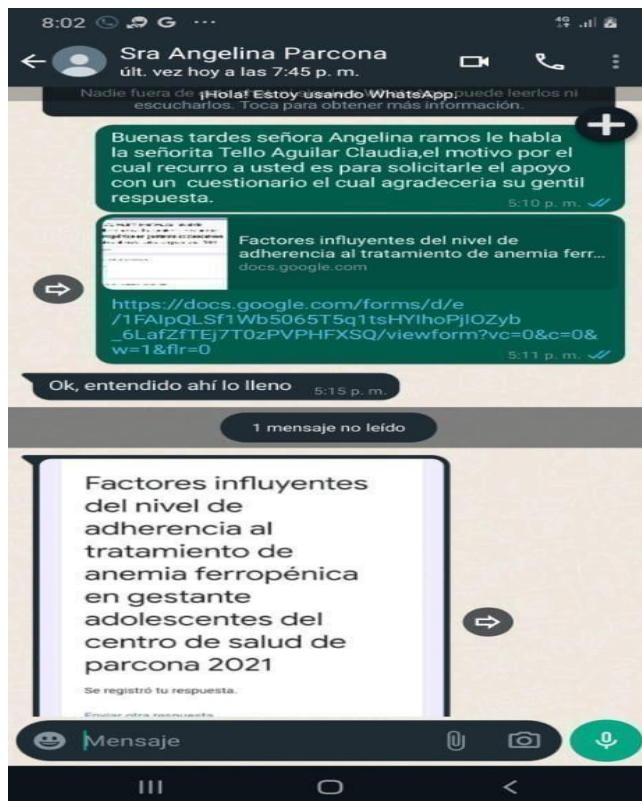 8:02 G ...
4G
Sra Angelina Parcona
últ. vez hoy a las 7:45 p. m.
Nadie fuera de ¡Hola! Estoy usando WhatsApp. puede leerlos ni
escucharlos. Toca para obtener más información.
Buenas tardes señora Angelina ramos le habla
la señorita Tello Aguilar Claudia,el motivo por el
cual recurro a usted es para solicitarle el apoyo
con un cuestionario el cual agradeceria su gentil
respuesta.
5:10 p. m.
Factores influyentes del nivel de
adherencia al tratamiento de anemia ferr...
docs.google.com
https://docs.google.com/forms/d/e
/1FAIpQLSf1Wb5065T5q1tsHYIhoPjlOZyb
_6LafZfTEj7T0zPVPHFXSQ/viewform?vc=0&c=0&
w=1&flr=0
5:11 p. m.
Ok, entendido ahí lo lleno 5:15 p. m.
1 mensaje no leído
Factores influyentes
del nivel de
adherencia al
tratamiento de
anemia ferropénica
en gestante
adolescentes del
centro de salud de
parcona 2021
Se registró tu respuesta.
Enviar otra respuesta
Mensaje